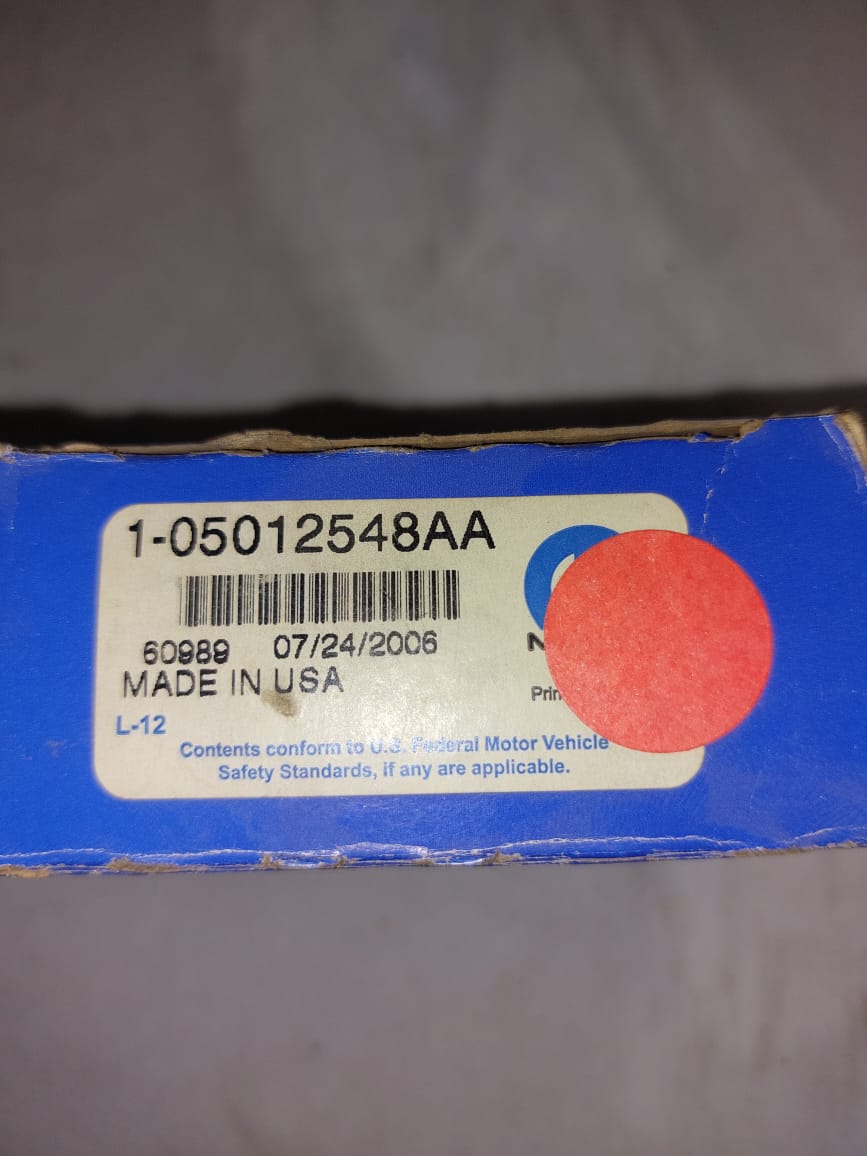 1-05012548AA
60989 07/24/2006
MADE IN USA
L-12
Contents conform to U.S. Federal Motor Vehicle
Safety Standards, if any are applicable.